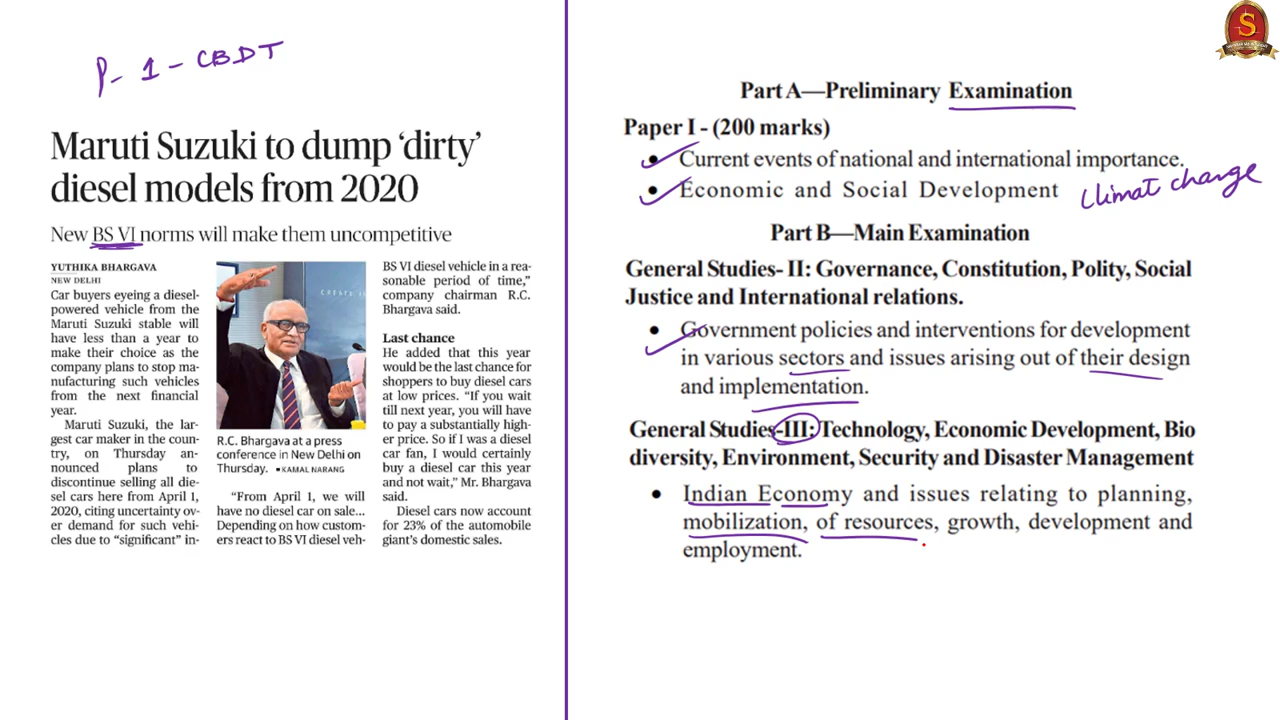 P- 1 - CBDT
Maruti Suzuki to dump ‘dirty’
diesel models from 2020
New BS VI norms will make them uncompetitive
YUTHIKA BHARGAVA
NEW DELHI
Car buyers eyeing a diesel-
powered vehicle from the
Maruti Suzuki stable will
have less than a year to
make their choice as the
company plans to stop ma-
nufacturing such vehicles
from the next financial
year.
Maruti Suzuki, the lar-
gest car maker in the coun-
try, on Thursday an-
nounced plans to
discontinue selling all die-
sel cars here from April 1,
2020, citing uncertainty ov-
er demand for such vehi-
cles due to “significant” in-
R.C. Bhargava at a press
conference in New Delhi on
Thursday. ▪ KAMAL NARANG
“From April 1, we will
have no diesel car on sale...
Depending on how custom-
ers react to BS VI diesel veh-
BS VI diesel vehicle in a rea-
sonable period of time,”
company chairman R.C.
Bhargava said.
Last chance
He added that this year
would be the last chance for
shoppers to buy diesel cars
at low prices. “If you wait
till next year, you will have
to pay a substantially high-
er price. So if I was a diesel
car fan, I would certainly
buy a diesel car this year
and not wait,” Mr. Bhargava
said.
Diesel cars now account
for 23% of the automobile
giant’s domestic sales.
S
Part A—Preliminary Examination
Paper I - (200 marks)
• Current events of national and international importance.
• Economic and Social Development
Climat change
Part B—Main Examination
General Studies- II: Governance, Constitution, Polity, Social
Justice and International relations.
• Government policies and interventions for development
in various sectors and issues arising out of their design
and implementation.
General Studies-III: Technology, Economic Development, Bio
diversity, Environment, Security and Disaster Management
• Indian Economy and issues relating to planning,
mobilization, of resources, growth, development and
employment.